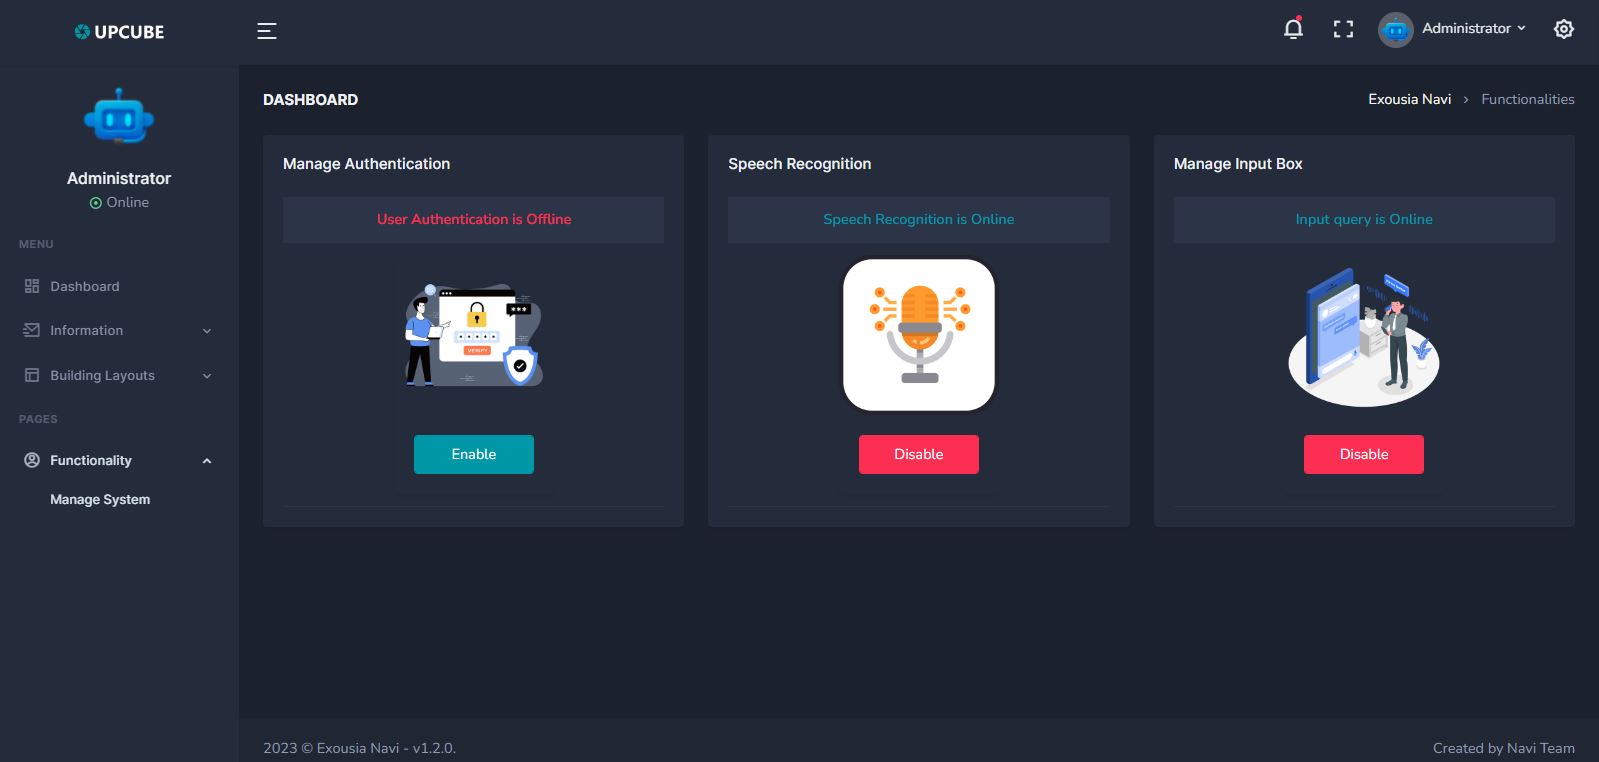 UPCUBE
Administrator
Administrator
Online
MENU
Dashboard
Information
Building Layouts
PAGES
Functionality
Manage System
DASHBOARD
Exousia Navi > Functionalities
Manage Authentication
User Authentication is Offline
***
VERIFY
Enable
Speech Recognition
Speech Recognition is Online
Disable
Manage Input Box
Input query is Online
Disable
2023 © Exousia Navi - v1.2.0.
Created by Navi Team